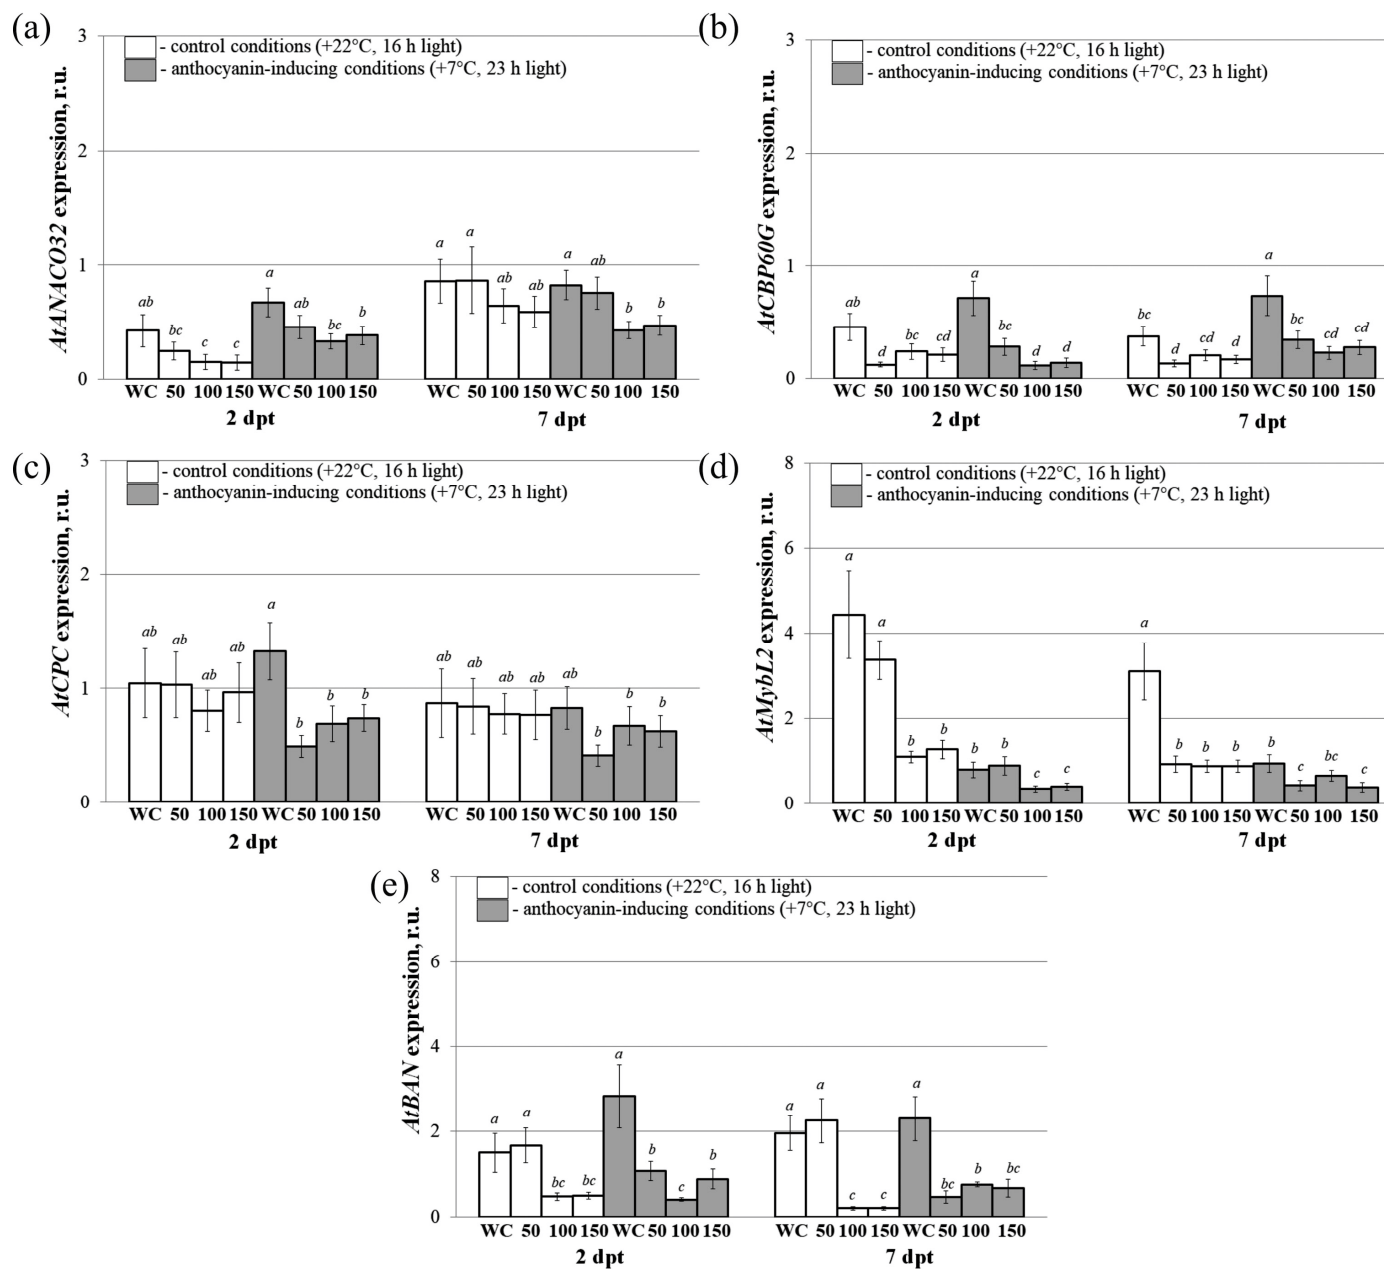 (a)
3
2
1
0
AtANACO32 expression, r.u.
- control conditions (+22°C, 16 h light)
- anthocyanin-inducing conditions (+7°C, 23 h light)
ab bc c c a ab bc b a a ab ab a ab b b
WC 50 100 150 WC 50 100 150 WC 50 100 150 WC 50 100 150
2 dpt 7 dpt
(b)
3
2
1
0
AtCBP60G expression, r.u.
- control conditions (+22°C, 16 h light)
- anthocyanin-inducing conditions (+7°C, 23 h light)
ab d bc cd a bc d d bc d cd d a bc cd cd
WC 50 100 150 WC 50 100 150 WC 50 100 150 WC 50 100 150
2 dpt 7 dpt
(c)
3
2
1
0
AtCPC expression, r.u.
- control conditions (+22°C, 16 h light)
- anthocyanin-inducing conditions (+7°C, 23 h light)
ab ab ab ab a b b b ab ab ab ab ab b b b
WC 50 100 150 WC 50 100 150 WC 50 100 150 WC 50 100 150
2 dpt 7 dpt
(d)
8
6
4
2
0
AtMybL2 expression, r.u.
- control conditions (+22°C, 16 h light)
- anthocyanin-inducing conditions (+7°C, 23 h light)
a a b b b b c c a b b b b c bc c
WC 50 100 150 WC 50 100 150 WC 50 100 150 WC 50 100 150
2 dpt 7 dpt
(e)
8
6
4
2
0
AtBAN expression, r.u.
- control conditions (+22°C, 16 h light)
- anthocyanin-inducing conditions (+7°C, 23 h light)
a a bc bc a b c b a a c c a bc b bc
WC 50 100 150 WC 50 100 150 WC 50 100 150 WC 50 100 150
2 dpt 7 dpt